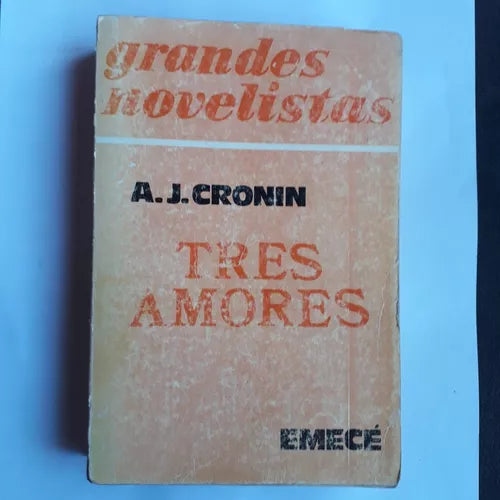 grandes
novelistas
A.J.CRONIN
TRES
AMORES
EMECÉ